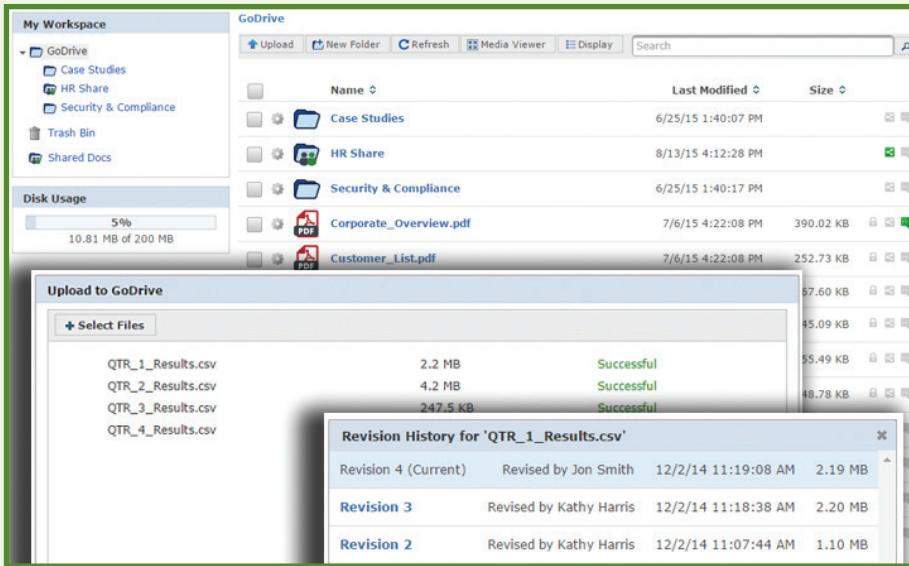 My Workspace
GoDrive
Case Studies
HR Share
Security & Compliance
Trash Bin
Shared Docs
Disk Usage
5%
10.81 MB of 200 MB
GoDrive
Upload New Folder Refresh Media Viewer Display Search
Name Last Modified Size
Case Studies 6/25/15 1:40:07 PM
HR Share 8/13/15 4:12:28 PM
Security & Compliance 6/25/15 1:40:17 PM
PDF Corporate_Overview.pdf 7/6/15 4:22:08 PM 390.02 KB
PDF Customer_List.pdf 7/6/15 4:22:08 PM 252.73 KB
57.60 KB
45.09 KB
55.49 KB
48.78 KB
Upload to GoDrive
Select Files
QTR_1_Results.csv 2.2 MB Successful
QTR_2_Results.csv 4.2 MB Successful
QTR_3_Results.csv 247.5 KB Successful
QTR_4_Results.csv
Revision History for 'QTR_1_Results.csv'
Revision 4 (Current) Revised by Jon Smith 12/2/14 11:19:08 AM 2.19 MB
Revision 3 Revised by Kathy Harris 12/2/14 11:18:38 AM 2.20 MB
Revision 2 Revised by Kathy Harris 12/2/14 11:07:44 AM 1.10 MB